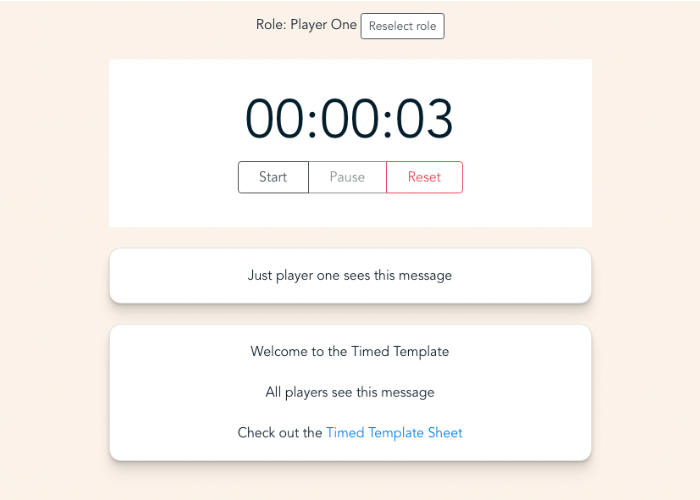 Role: Player One Reselect role
00:00:03
Start Pause Reset
Just player one sees this message
Welcome to the Timed Template
All players see this message
Check out the Timed Template Sheet